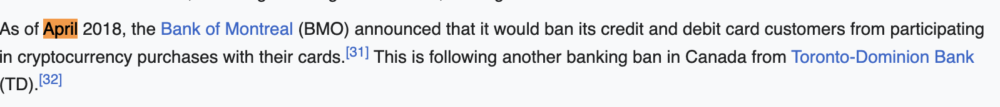 As of April 2018, the Bank of Montreal (BMO) announced that it would ban its credit and debit card customers from participating
in cryptocurrency purchases with their cards.[31] This is following another banking ban in Canada from Toronto-Dominion Bank
(TD).[32]